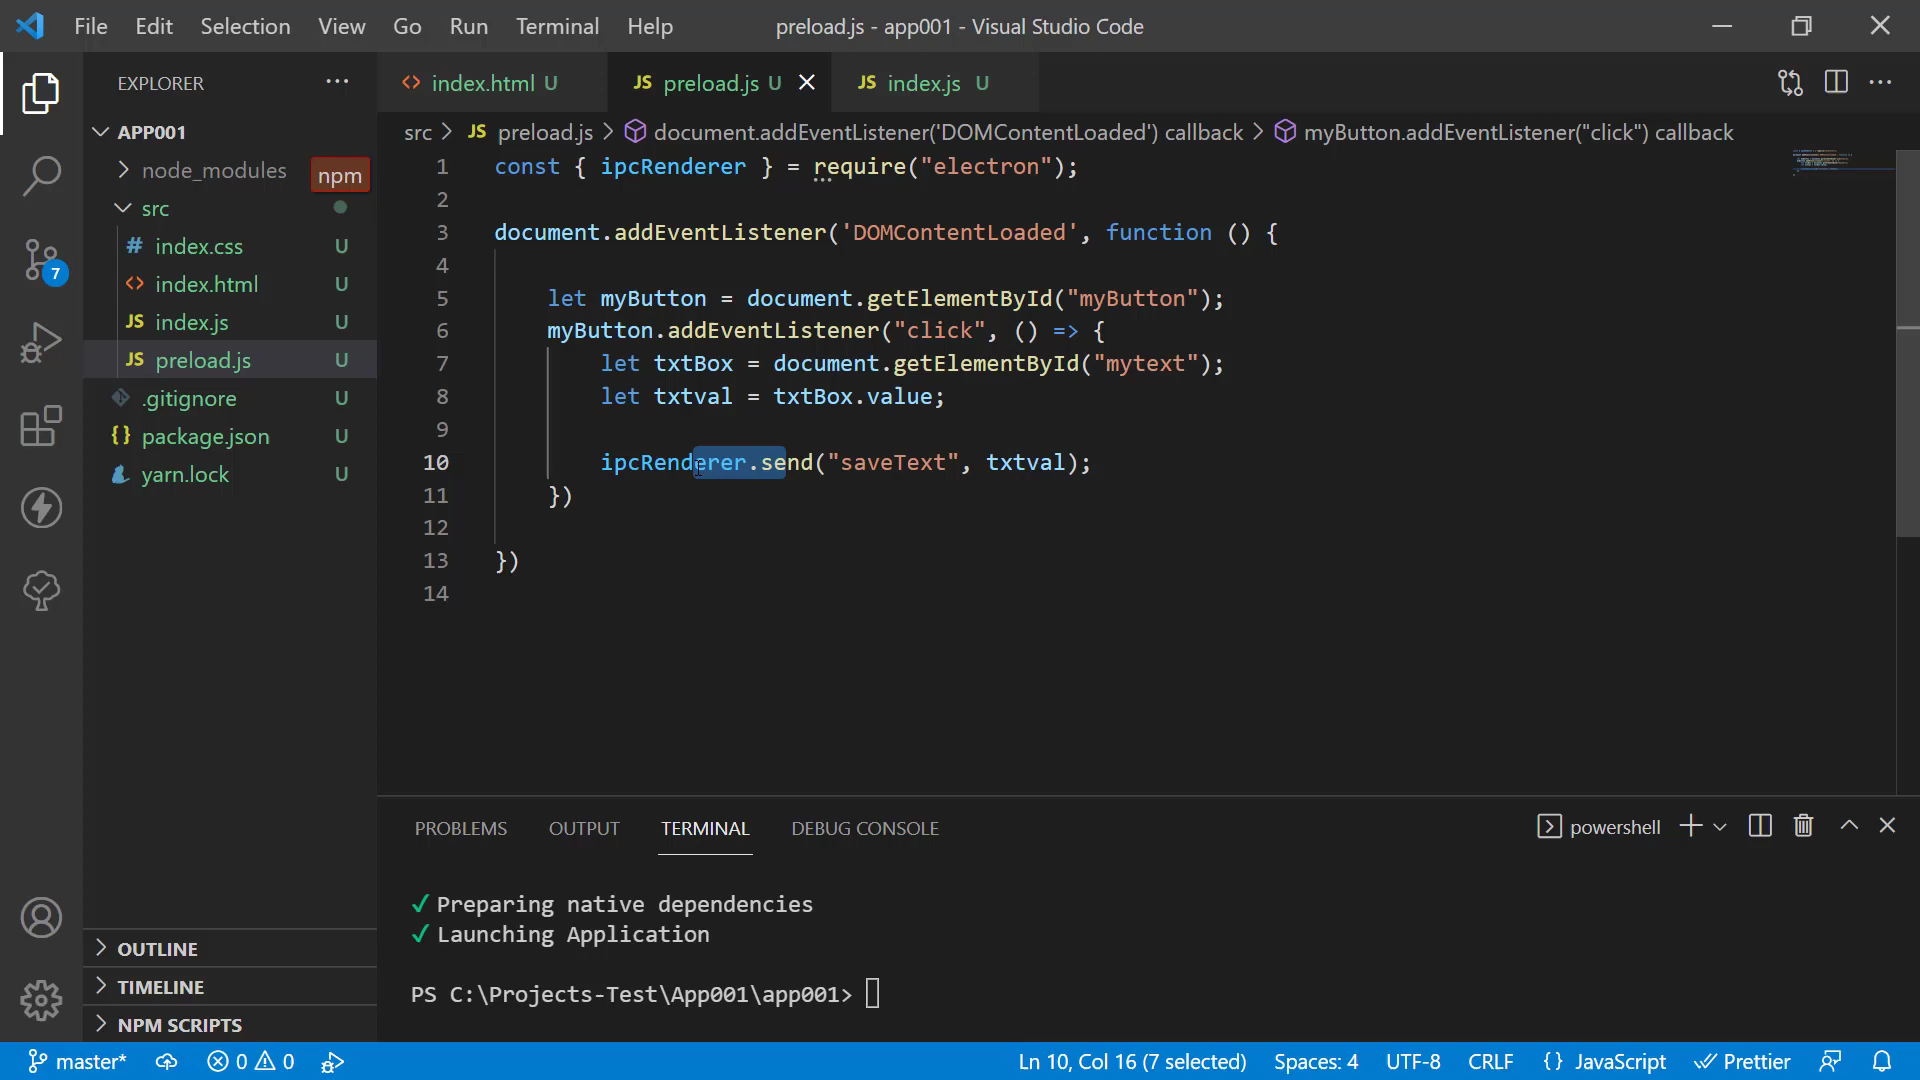 File Edit Selection View Go Run Terminal Help preload.js - app001 - Visual Studio Code
EXPLORER ···
index.html U
JS preload.js U
JS index.js U
···
APP001
node_modules npm
src
# index.css U
<> index.html U
JS index.js U
JS preload.js U
.gitignore U
{} package.json U
yarn.lock U
7
OUTLINE
TIMELINE
NPM SCRIPTS
src > JS preload.js > document.addEventListener('DOMContentLoaded') callback > myButton.addEventListener("click") callback
1 const { ipcRenderer } = require("electron");
2
3 document.addEventListener('DOMContentLoaded', function () {
4
5 let myButton = document.getElementById("myButton");
6 myButton.addEventListener("click", () => {
7 let txtBox = document.getElementById("mytext");
8 let txtval = txtBox.value;
9
10 ipcRenderer.send("saveText", txtval);
11 })
12
13 })
14
PROBLEMS OUTPUT TERMINAL DEBUG CONSOLE powershell
✓ Preparing native dependencies
✓ Launching Application
PS C:\Projects-Test\App001\app001>
master* 0 0 Ln 10, Col 16 (7 selected) Spaces: 4 UTF-8 CRLF {} JavaScript Prettier